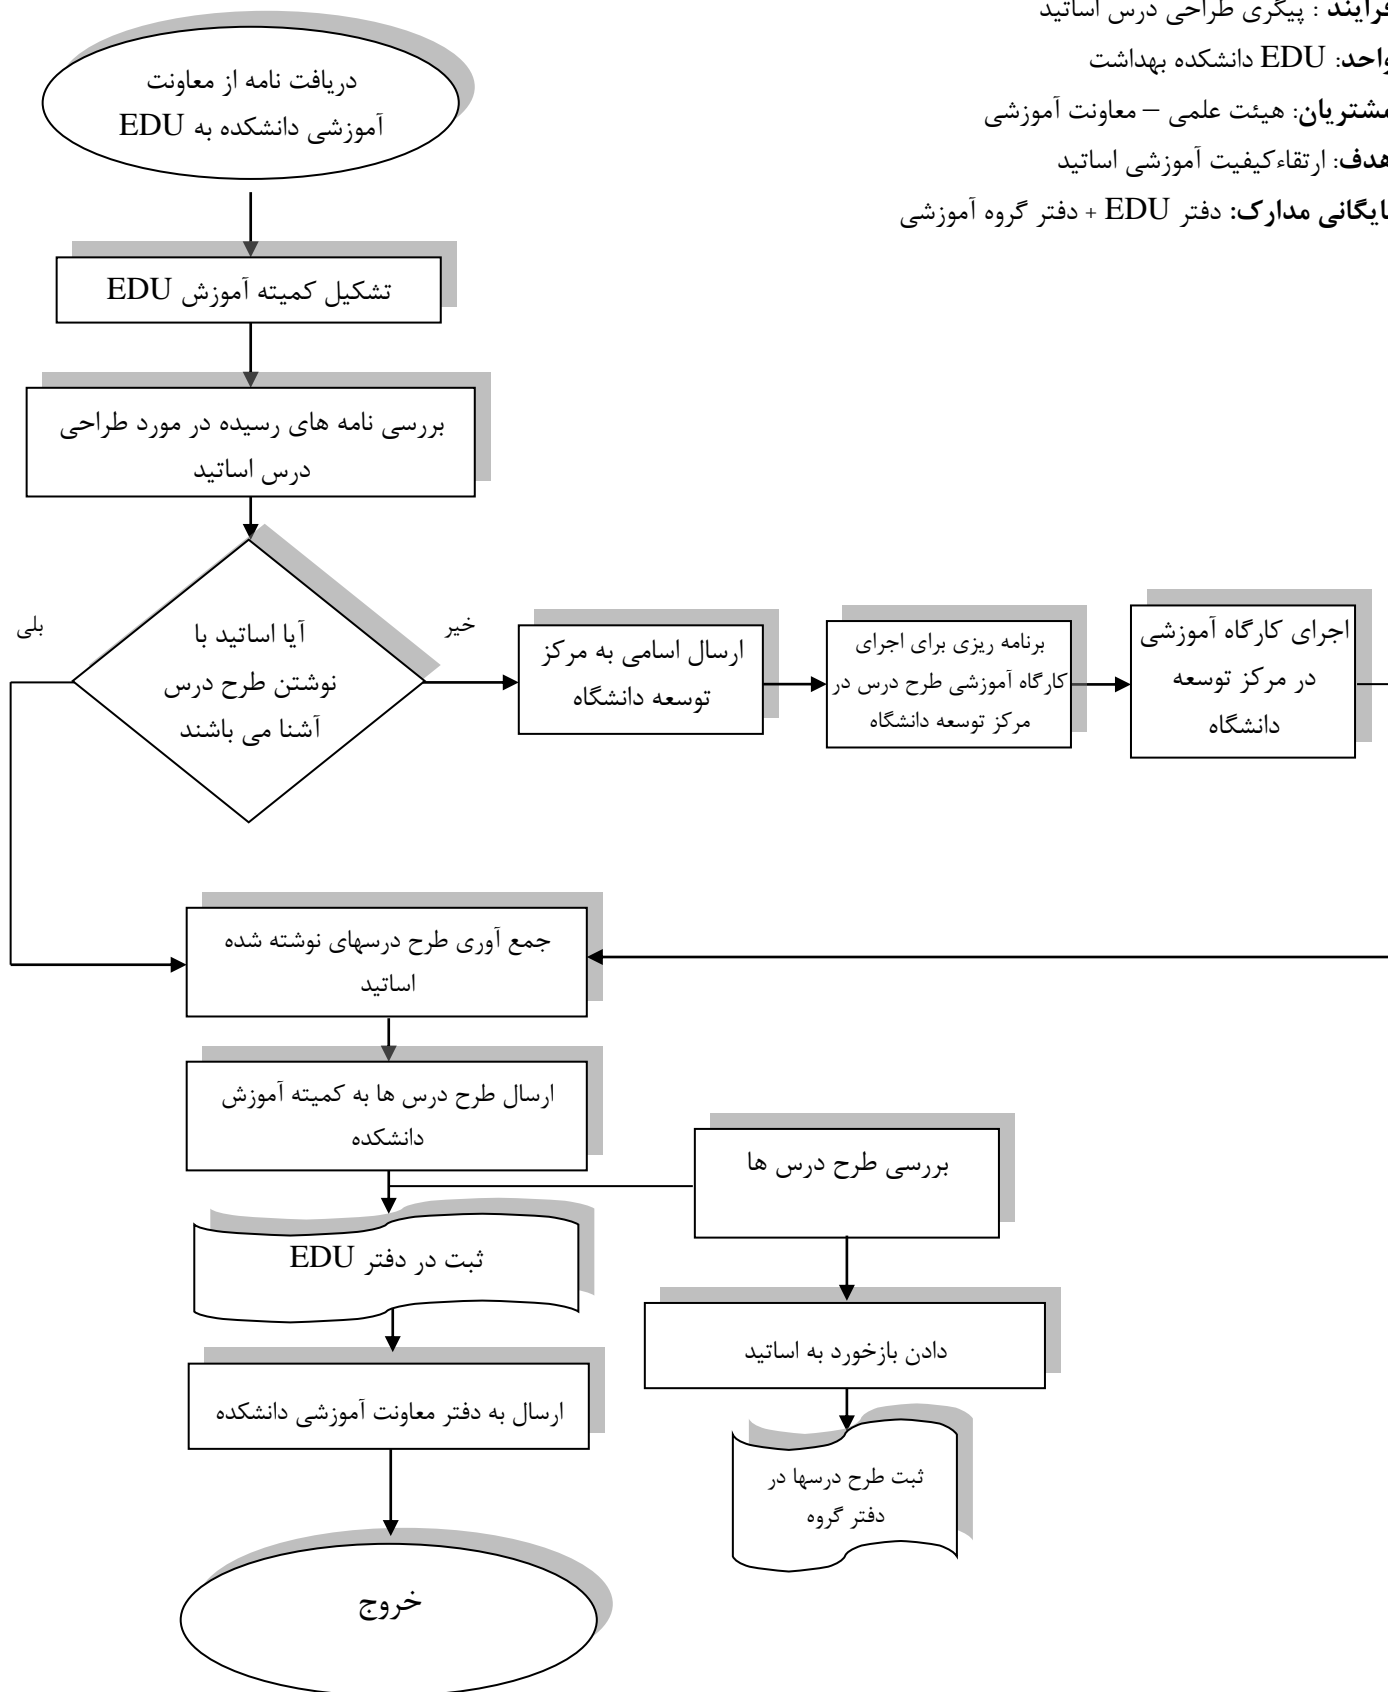 فرایند : پیگری طراحی درس اساتید
واحد: EDU دانشکده بهداشت
مشتریان: هیئت علمی – معاونت آموزشی
هدف: ارتقاءکیفیت آموزشی اساتید
بایگانی مدارک: دفتر EDU + دفتر گروه آموزشی
دریافت نامه از معاونت
آموزشی دانشکده به EDU
تشکیل کمیته آموزش EDU
بررسی نامه های رسیده در مورد طراحی
درس اساتید
آیا اساتید با
نوشتن طرح درس
آشنا می باشند
بلی
خیر
ارسال اسامی به مرکز
توسعه دانشگاه
برنامه ریزی برای اجرای
کارگاه آموزشی طرح درس در
مرکز توسعه دانشگاه
اجرای کارگاه آموزشی
در مرکز توسعه
دانشگاه
جمع آوری طرح درسهای نوشته شده
اساتید
ارسال طرح درس ها به کمیته آموزش
دانشکده
بررسی طرح درس ها
ثبت در دفتر EDU
دادن بازخورد به اساتید
ارسال به دفتر معاونت آموزشی دانشکده
ثبت طرح درسها در
دفتر گروه
خروج